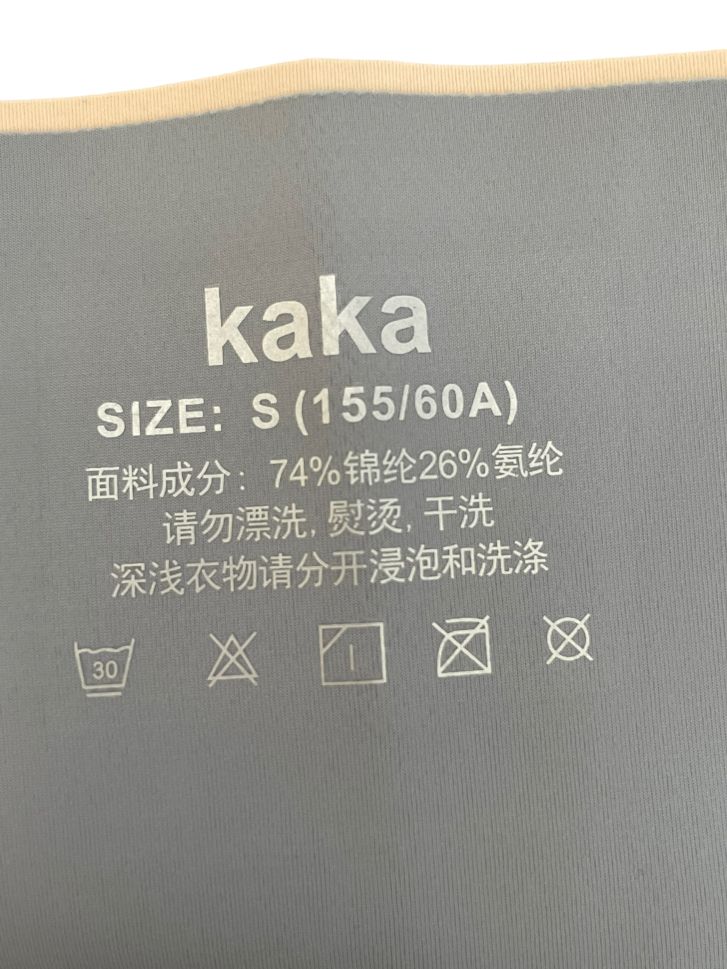 kaka
SIZE: S (155/60A)
面料成分: 74%锦纶26%氨纶
请勿漂洗, 熨烫, 干洗
深浅衣物请分开浸泡和洗涤
30